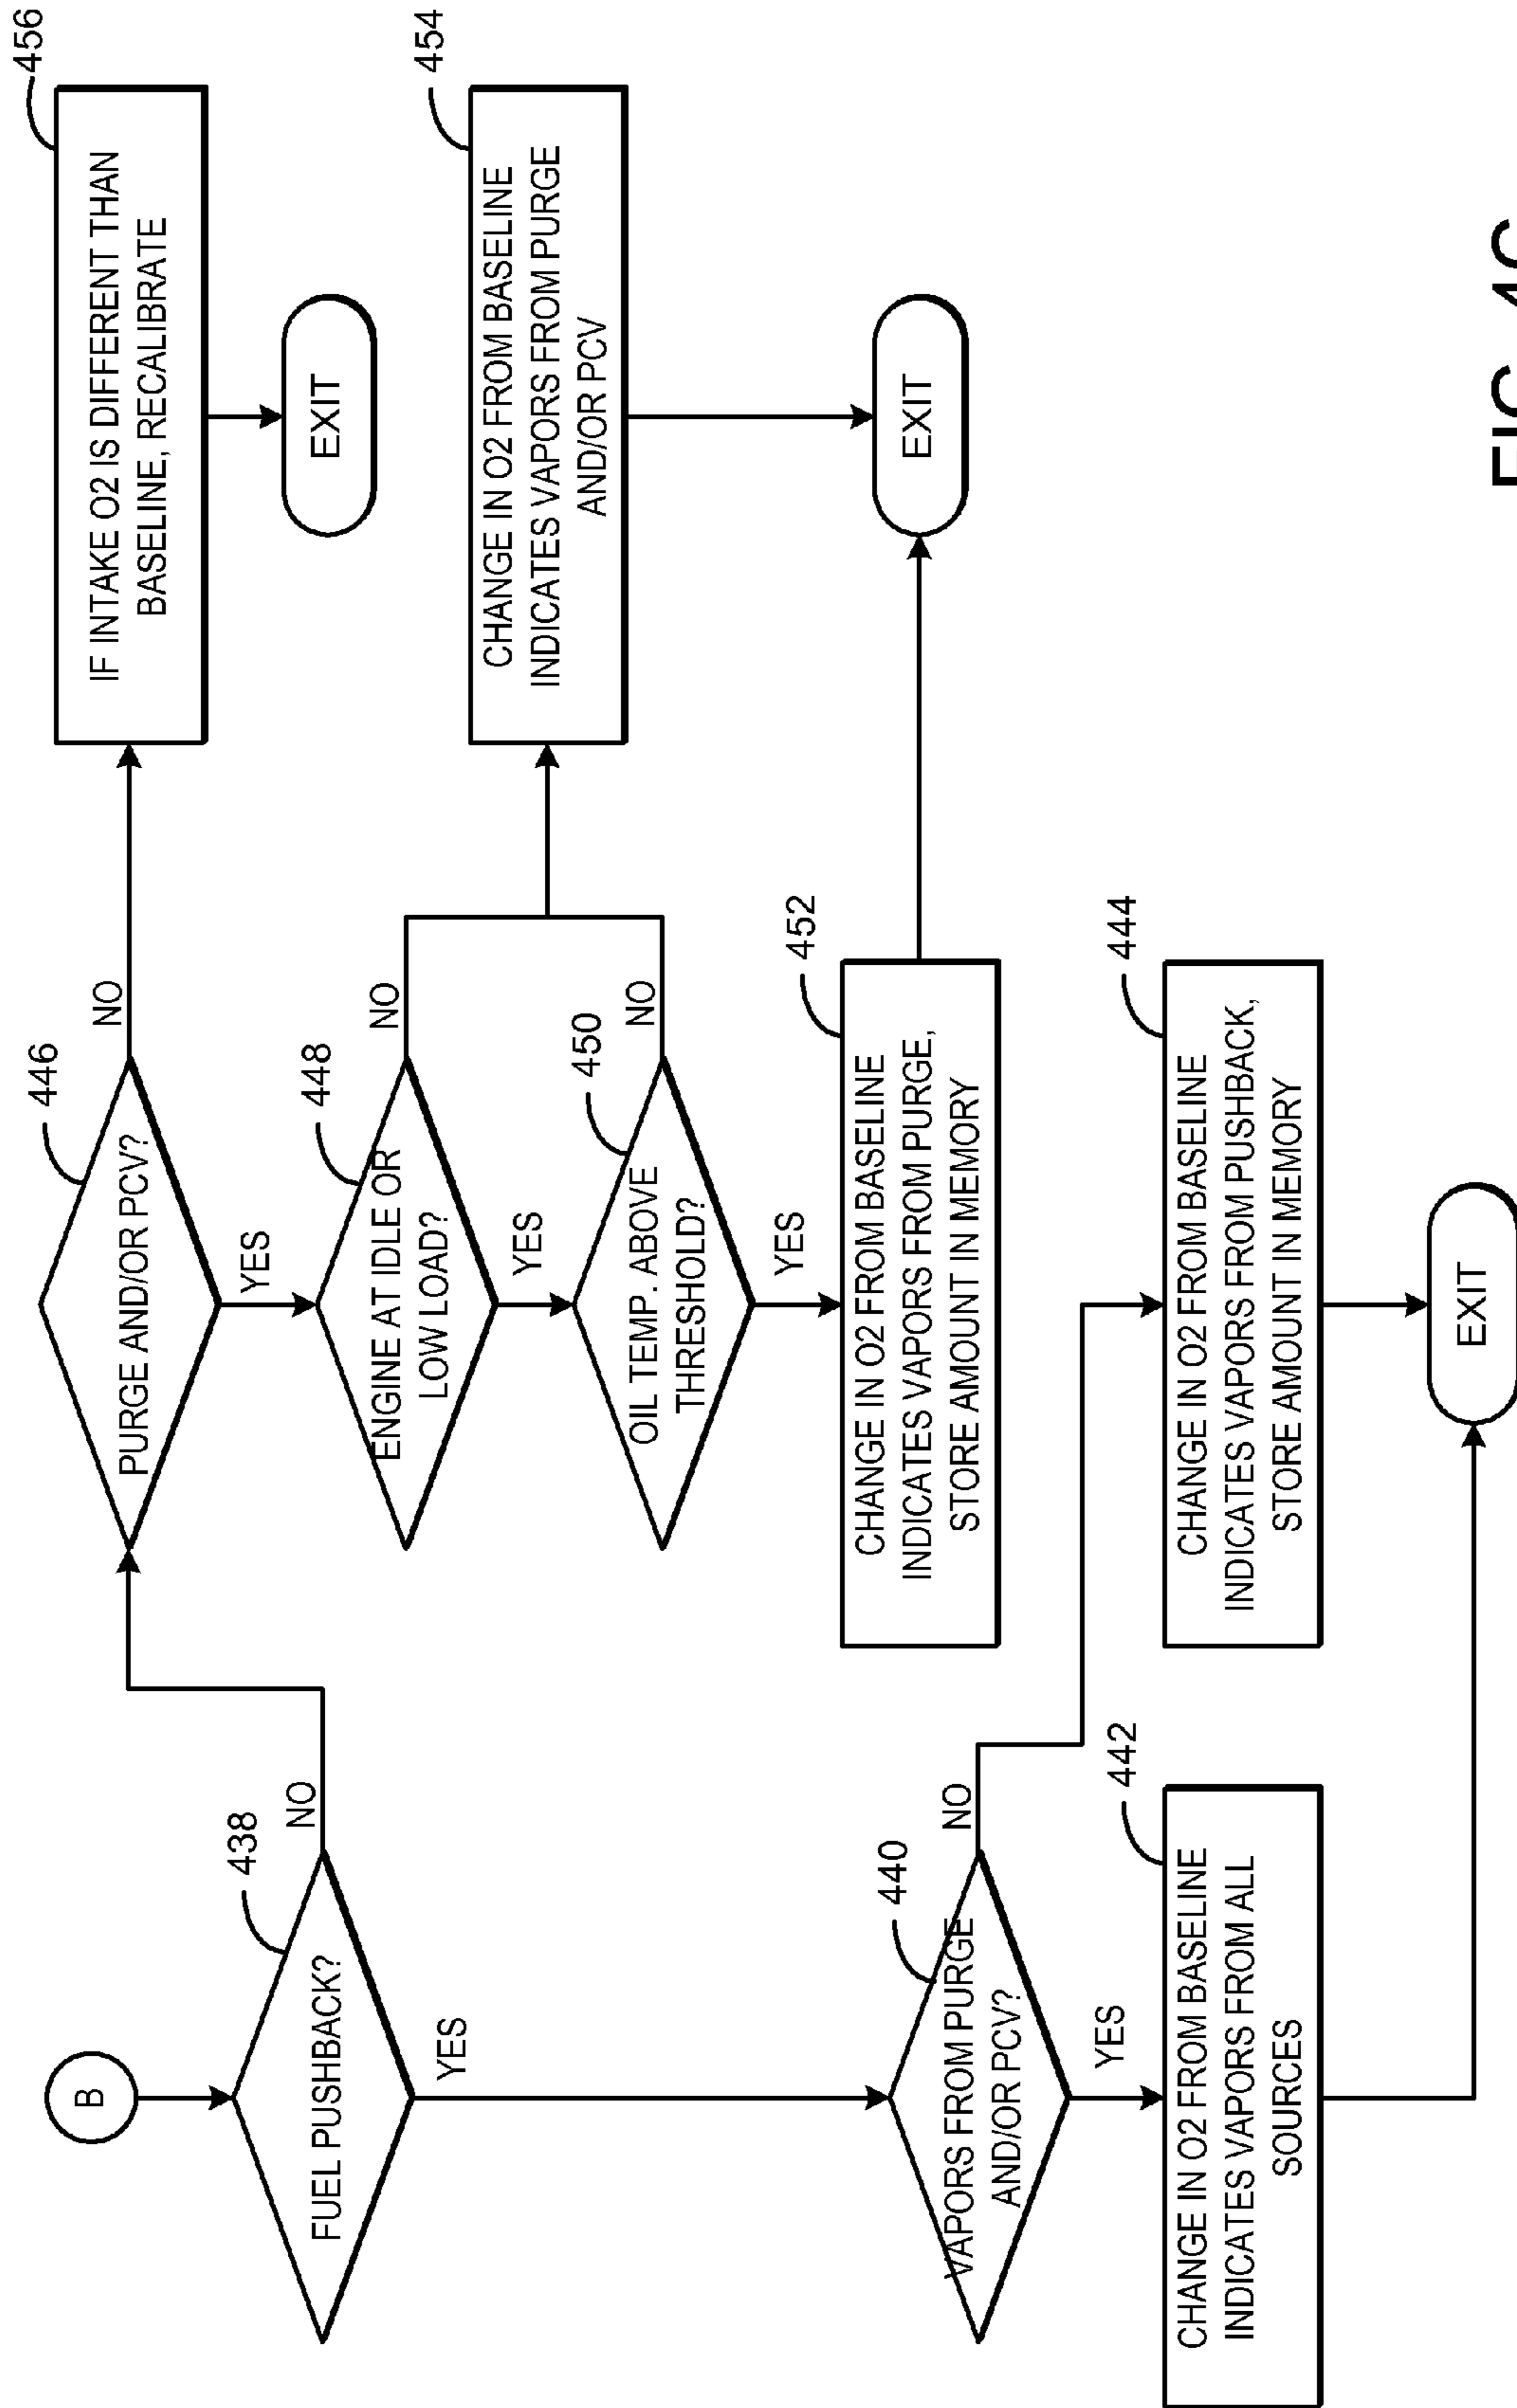 B
438
FUEL PUSHBACK?
NO
YES
446
PURGE AND/OR PCV?
NO
YES
456
IF INTAKE O2 IS DIFFERENT THAN
BASELINE, RECALIBRATE
EXIT
448
ENGINE AT IDLE OR
LOW LOAD?
NO
YES
450
OIL TEMP. ABOVE
THRESHOLD?
NO
YES
454
CHANGE IN O2 FROM BASELINE
INDICATES VAPORS FROM PURGE
AND/OR PCV
EXIT
452
CHANGE IN O2 FROM BASELINE
INDICATES VAPORS FROM PURGE,
STORE AMOUNT IN MEMORY
440
VAPORS FROM PURGE
AND/OR PCV?
NO
YES
442
CHANGE IN O2 FROM BASELINE
INDICATES VAPORS FROM ALL
SOURCES
444
CHANGE IN O2 FROM BASELINE
INDICATES VAPORS FROM PUSHBACK,
STORE AMOUNT IN MEMORY
EXIT
FIG. 4C